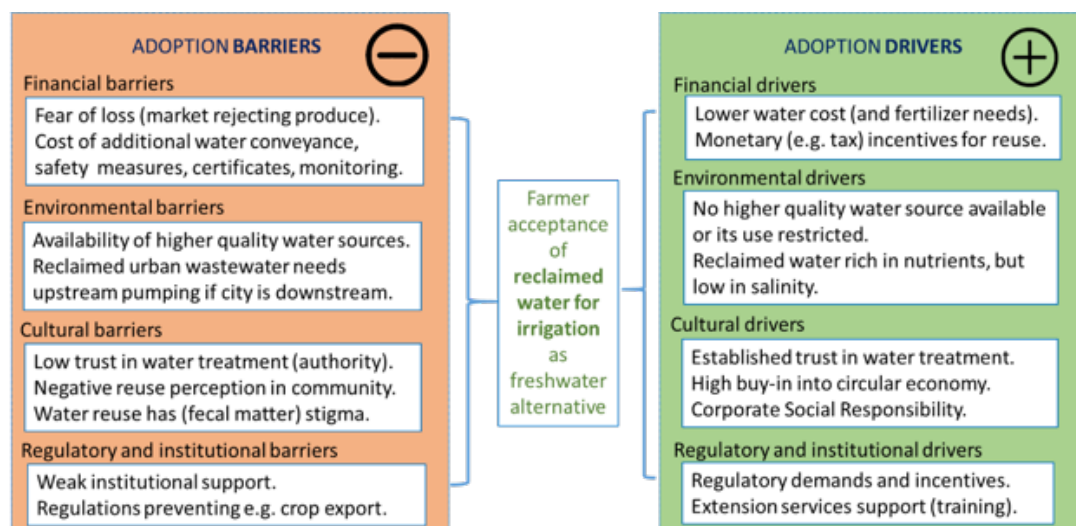 ADOPTION BARRIERS
Financial barriers
Fear of loss (market rejecting produce).
Cost of additional water conveyance,
safety measures, certificates, monitoring.
Environmental barriers
Availability of higher quality water sources.
Reclaimed urban wastewater needs
upstream pumping if city is downstream.
Cultural barriers
Low trust in water treatment (authority).
Negative reuse perception in community.
Water reuse has (fecal matter) stigma.
Regulatory and institutional barriers
Weak institutional support.
Regulations preventing e.g. crop export.
Farmer
acceptance
of
reclaimed
water for
irrigation
as
freshwater
alternative
ADOPTION DRIVERS
Financial drivers
Lower water cost (and fertilizer needs).
Monetary (e.g. tax) incentives for reuse.
Environmental drivers
No higher quality water source available
or its use restricted.
Reclaimed water rich in nutrients, but
low in salinity.
Cultural drivers
Established trust in water treatment.
High buy-in into circular economy.
Corporate Social Responsibility.
Regulatory and institutional drivers
Regulatory demands and incentives.
Extension services support (training).